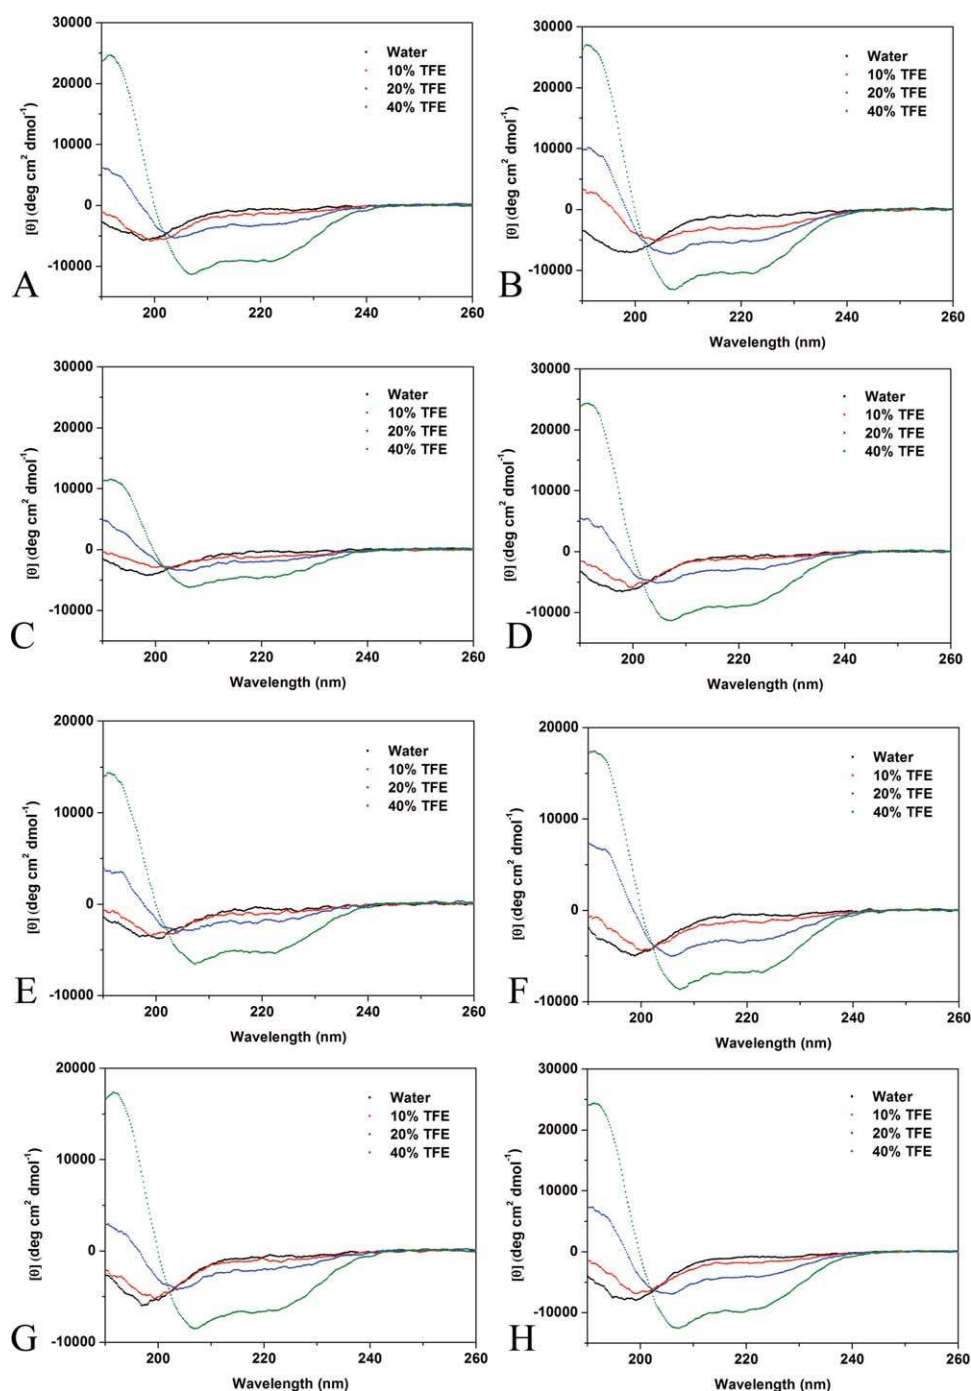 30000
20000
10000
0
-10000
[θ] (deg cm² dmol⁻¹)
Water
10% TFE
20% TFE
40% TFE
200
220
240
260
A
30000
20000
10000
0
-10000
[θ] (deg cm² dmol⁻¹)
Water
10% TFE
20% TFE
40% TFE
200
220
240
260
Wavelength (nm)
B
30000
20000
10000
0
-10000
[θ] (deg cm² dmol⁻¹)
Water
10% TFE
20% TFE
40% TFE
200
220
240
260
Wavelength (nm)
C
30000
20000
10000
0
-10000
[θ] (deg cm² dmol⁻¹)
Water
10% TFE
20% TFE
40% TFE
200
220
240
260
Wavelength (nm)
D
20000
10000
0
-10000
[θ] (deg cm² dmol⁻¹)
Water
10% TFE
20% TFE
40% TFE
200
220
240
260
Wavelength (nm)
E
20000
10000
0
-10000
[θ] (deg cm² dmol⁻¹)
Water
10% TFE
20% TFE
40% TFE
200
220
240
260
Wavelength (nm)
F
20000
10000
0
-10000
[θ] (deg cm² dmol⁻¹)
Water
10% TFE
20% TFE
40% TFE
200
220
240
260
Wavelength (nm)
G
30000
20000
10000
0
-10000
[θ] (deg cm² dmol⁻¹)
Water
10% TFE
20% TFE
40% TFE
200
220
240
260
Wavelength (nm)
H